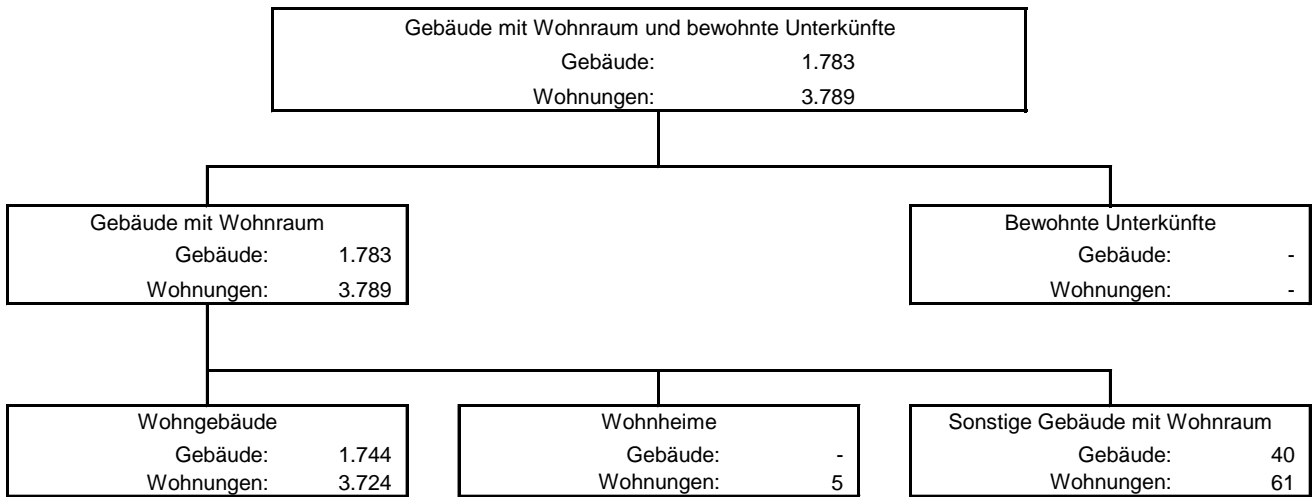 Gebäude mit Wohnraum und bewohnte Unterkünfte
Gebäude: 1.783
Wohnungen: 3.789
Gebäude mit Wohnraum
Gebäude: 1.783
Wohnungen: 3.789
Bewohnte Unterkünfte
Gebäude: -
Wohnungen: -
Wohngebäude
Gebäude: 1.744
Wohnungen: 3.724
Wohnheime
Gebäude: -
Wohnungen: 5
Sonstige Gebäude mit Wohnraum
Gebäude: 40
Wohnungen: 61